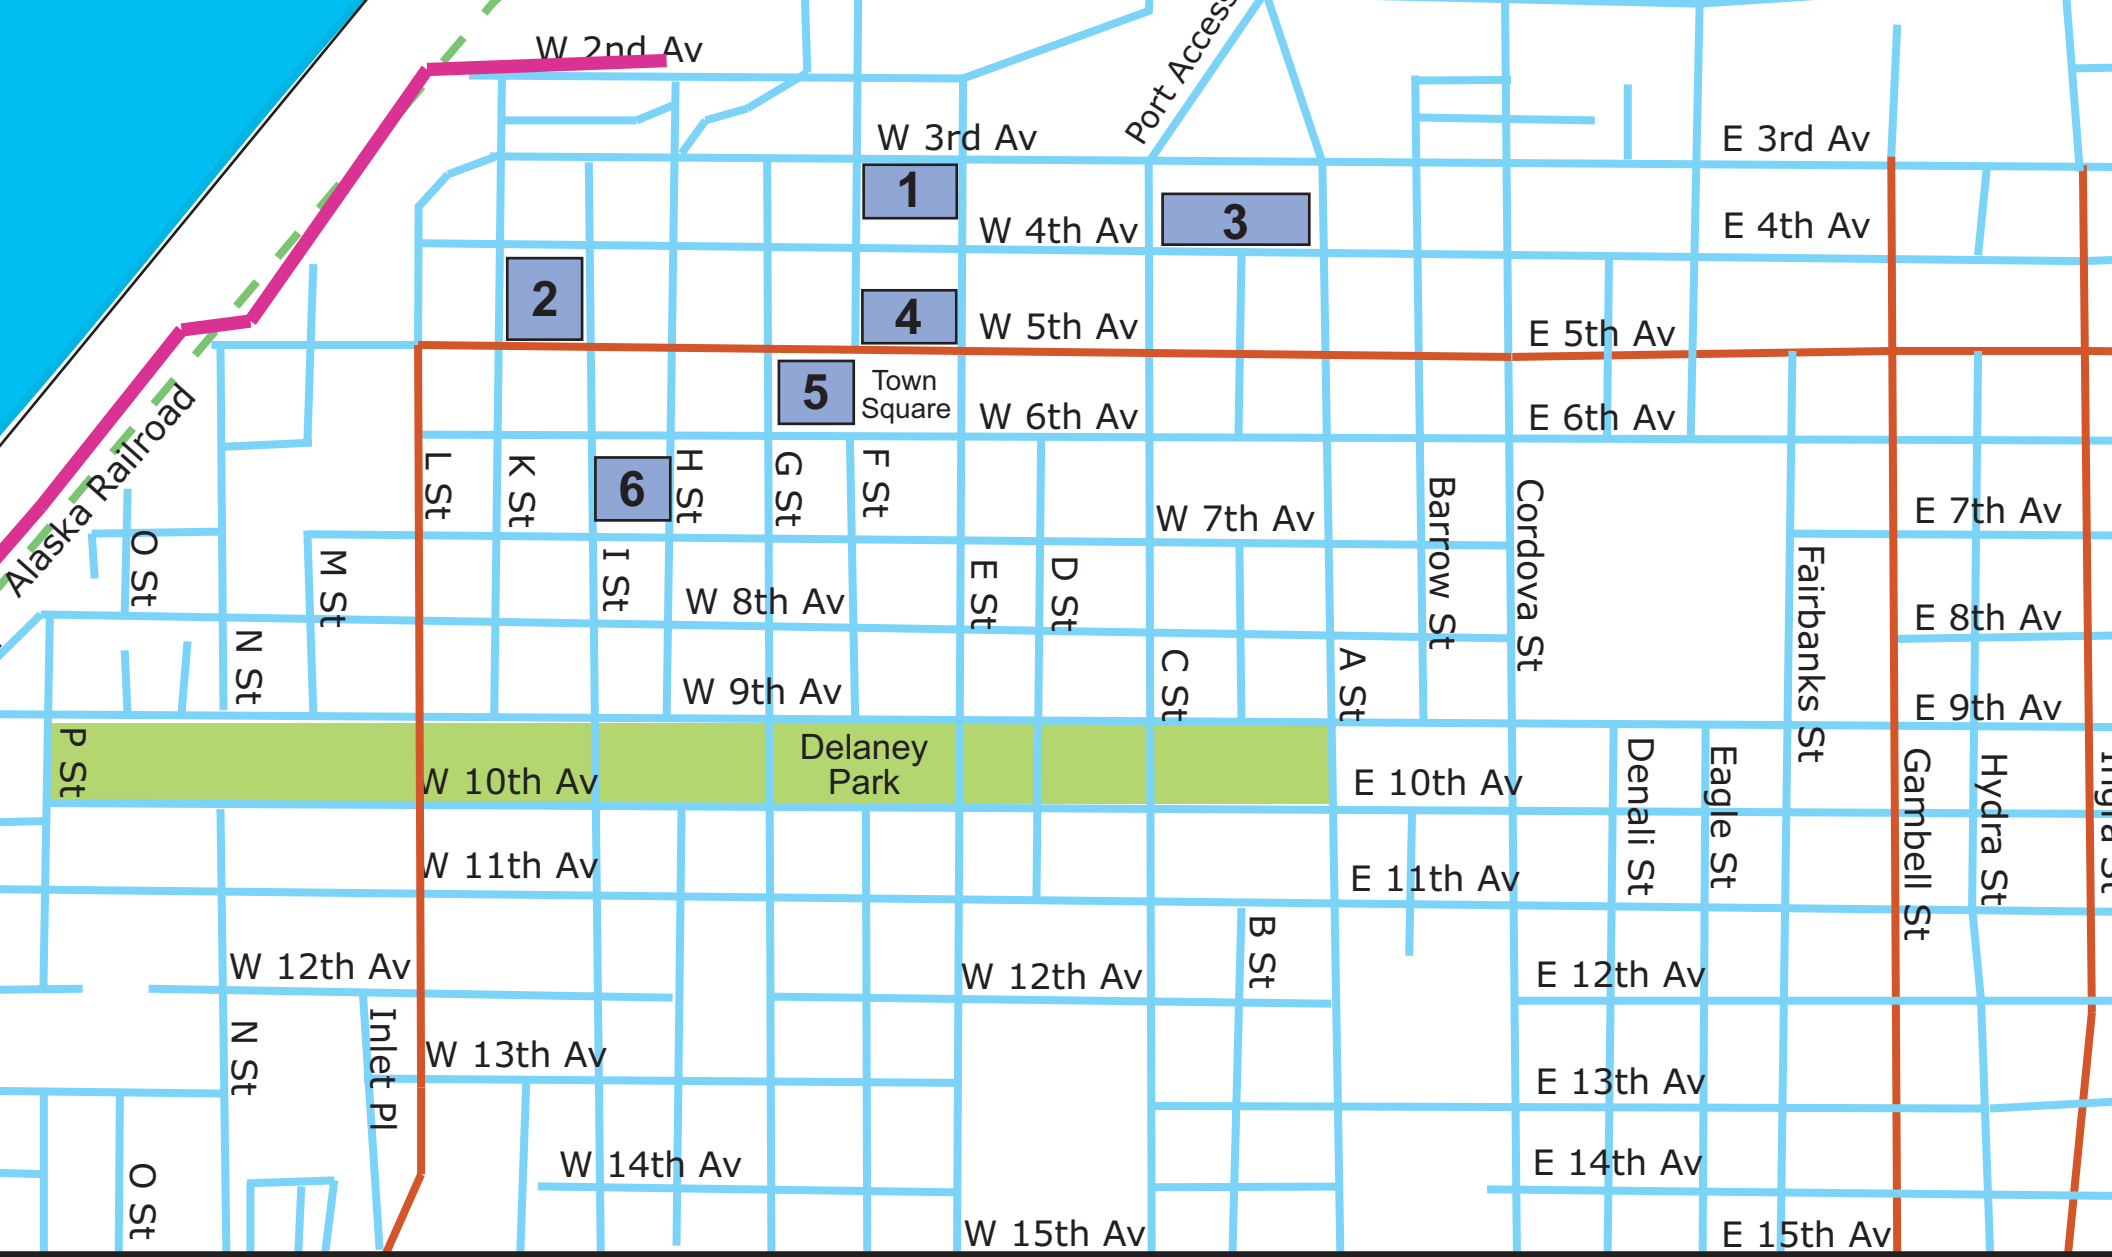 W 2nd Av
Port Access
W 3rd Av
E 3rd Av
1
3
W 4th Av
E 4th Av
2
4
W 5th Av
E 5th Av
5
Town
Square
W 6th Av
E 6th Av
Alaska Railroad
L St
K St
6
H St
G St
F St
W 7th Av
Barrow St
Cordova St
E 7th Av
O St
M St
I St
W 8th Av
E St
D St
Fairbanks St
E 8th Av
N St
W 9th Av
C St
A St
E 9th Av
P St
Delaney
Park
W 10th Av
E 10th Av
Denali St
Eagle St
Gambell St
Hydra St
Ingra St
W 11th Av
E 11th Av
W 12th Av
W 12th Av
B St
E 12th Av
N St
Inlet Pl
W 13th Av
E 13th Av
O St
W 14th Av
E 14th Av
W 15th Av
E 15th Av